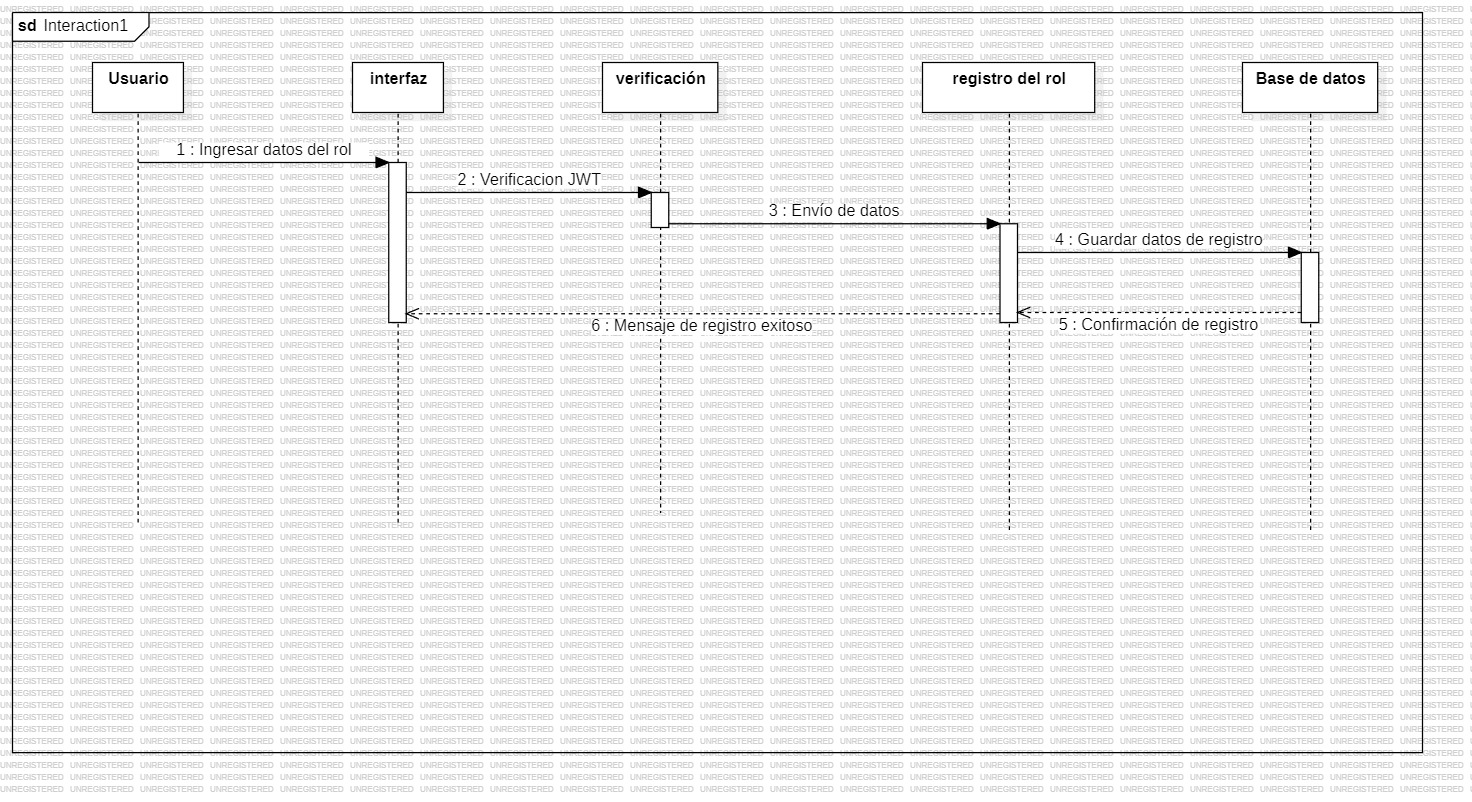 sd Interaction1
Usuario
interfaz
verificación
registro del rol
Base de datos
1 : Ingresar datos del rol
2 : Verificacion JWT
3 : Envío de datos
4 : Guardar datos de registro
5 : Confirmación de registro
6 : Mensaje de registro exitoso
UNREGISTERED